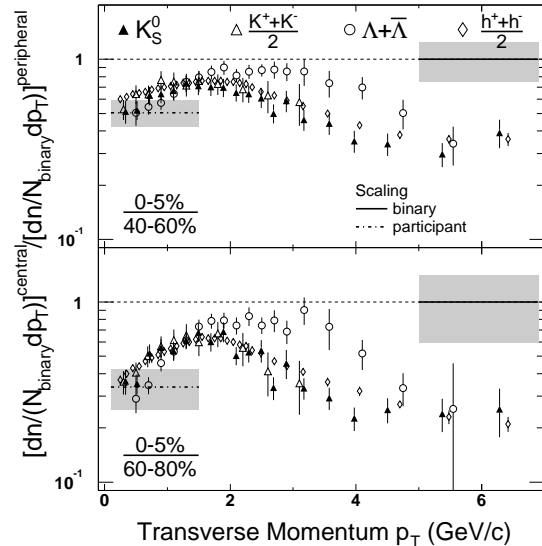 K⁰_S   (K⁺+K⁻)/2   Λ+Λ̄   (h⁺+h⁻)/2
[dn/(N_binary dp_T)]^central/[dn/N_binary dp_T)]^peripheral
1
10⁻¹
0-5%
40-60%
Scaling
binary
participant
1
10⁻¹
0-5%
60-80%
0 2 4 6
Transverse Momentum p_T (GeV/c)